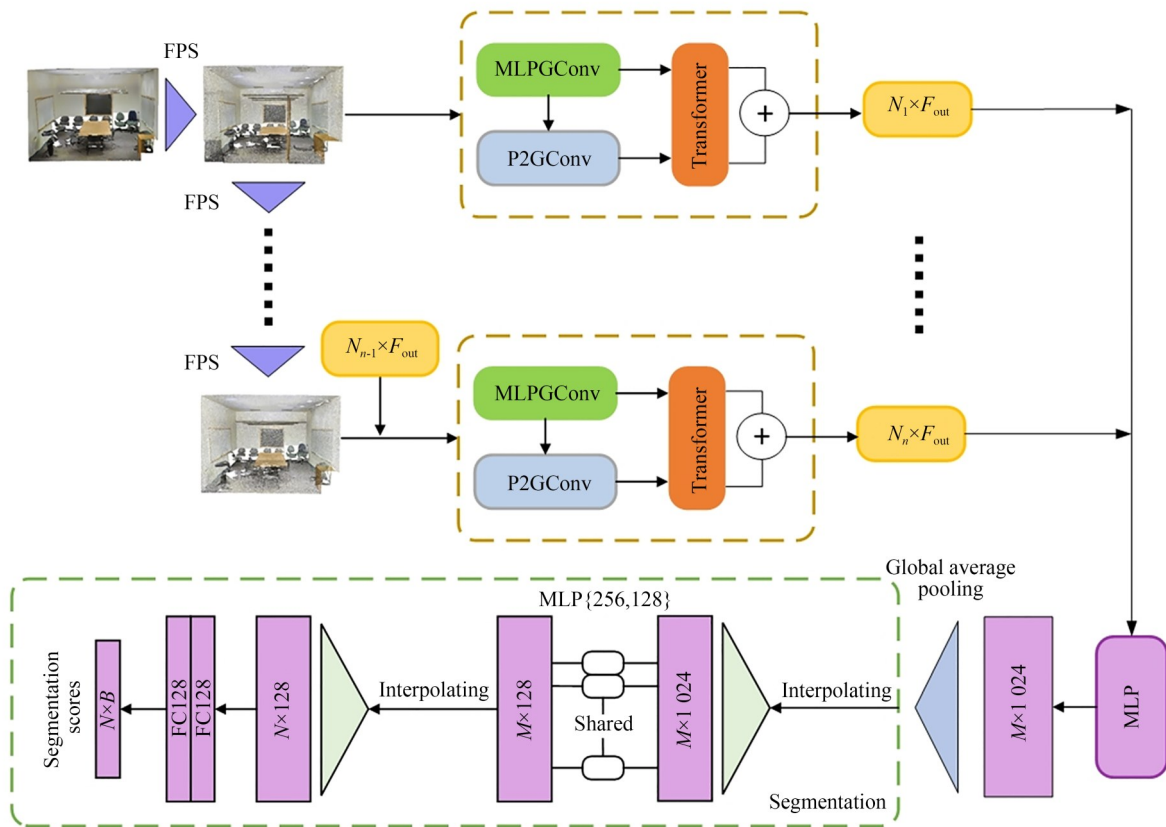 FPS
MLPGConv
P2GConv
Transformer
+
N₁×Fout
FPS
FPS
Nn-1×Fout
MLPGConv
P2GConv
Transformer
+
Nn×Fout
Global average
pooling
MLP{256,128}
Segmentation
scores
N×B
FC128
FC128
N×128
Interpolating
M×128
Shared
M×1 024
Interpolating
M×1 024
MLP
Segmentation